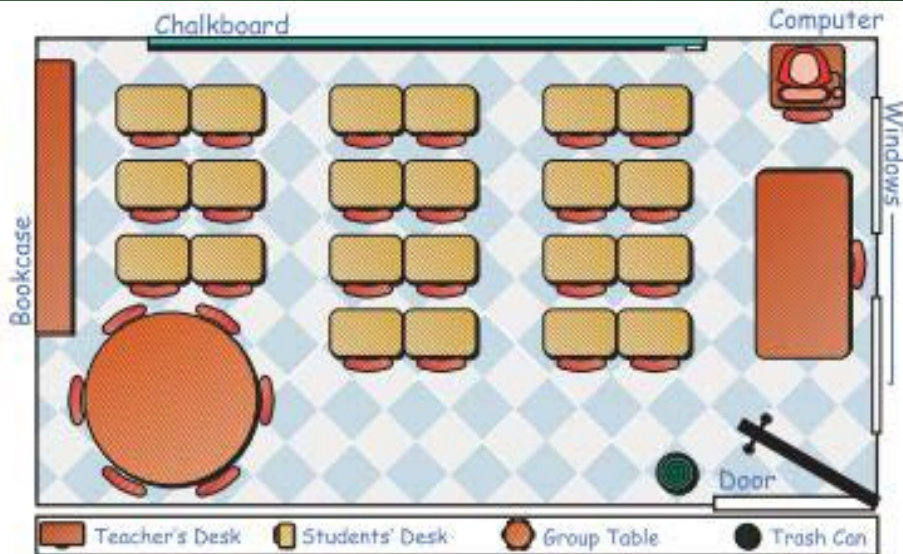 Chalkboard
Computer
Windows
Bookcase
Door
Teacher's Desk
Students' Desk
Group Table
Trash Can